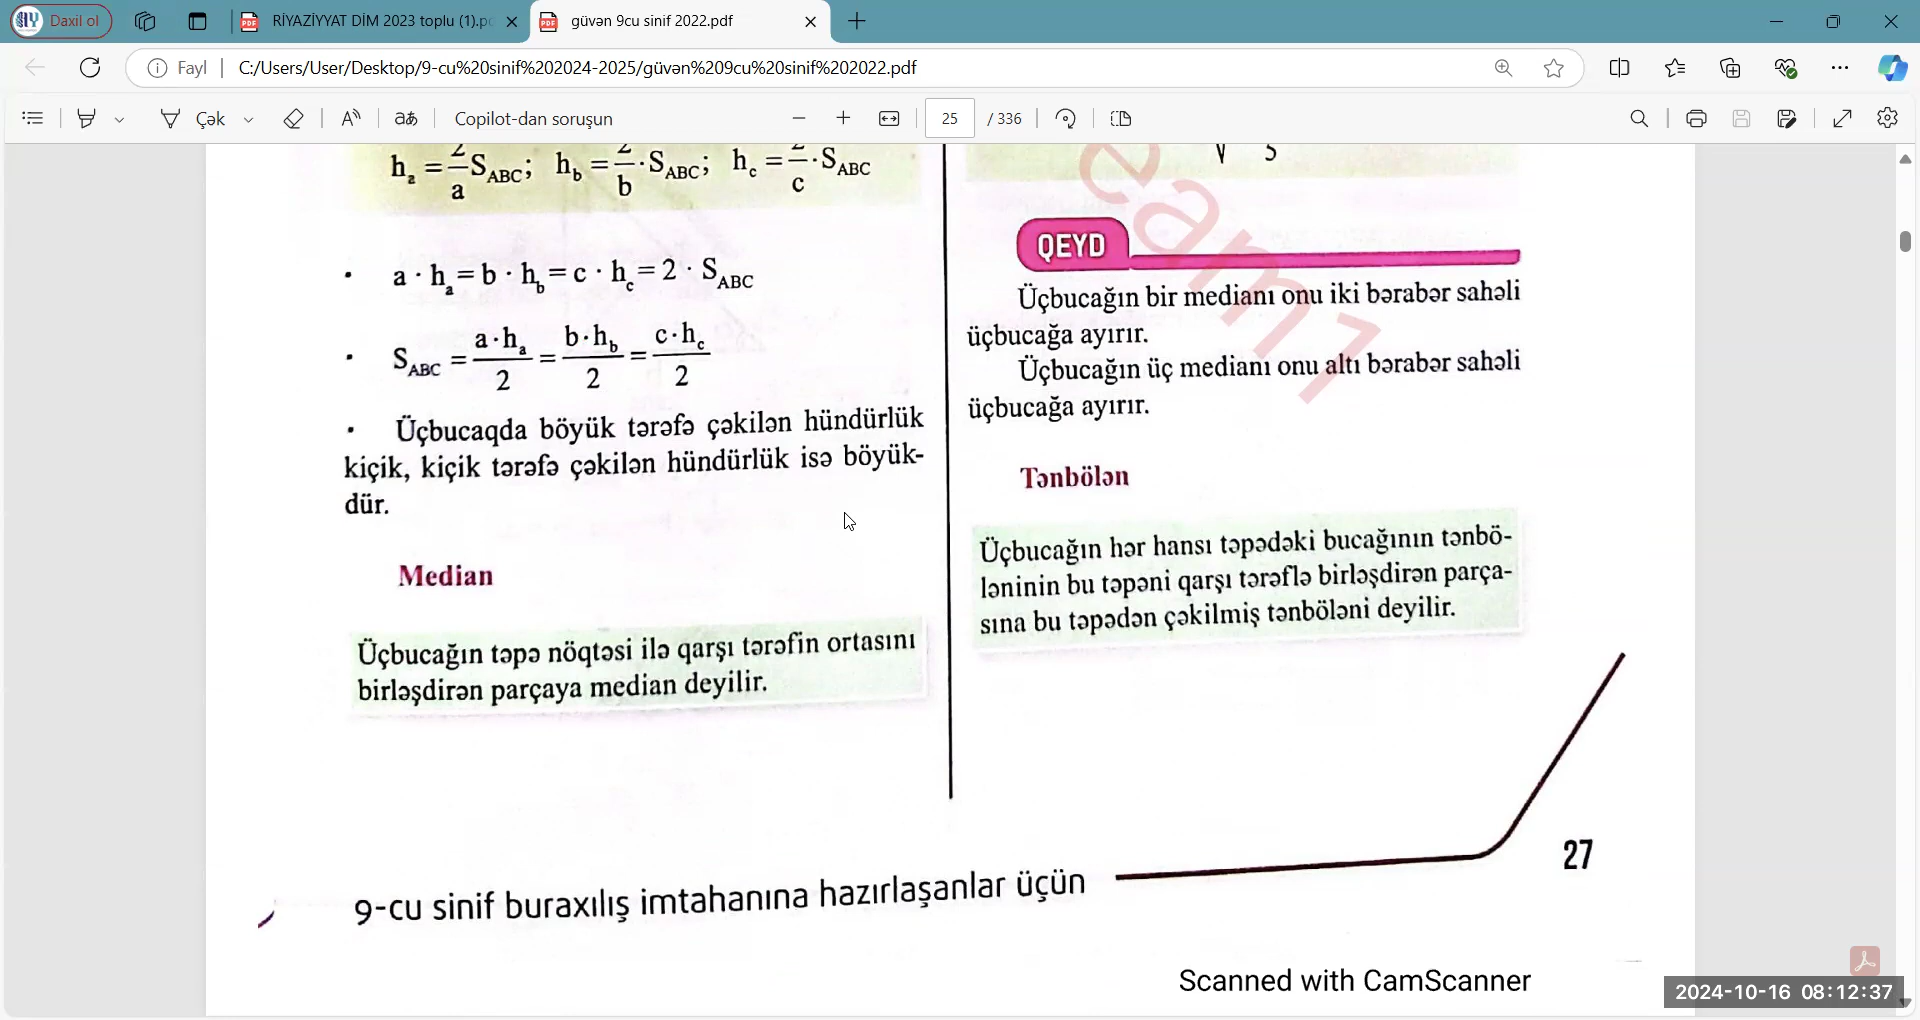 Daxil ol
RİYAZİYYAT DİM 2023 toplu (1).p
güvən 9cu sinif 2022.pdf
Fayl
C:/Users/User/Desktop/9-cu%20sinif%202024-2025/güvən%209cu%20sinif%202022.pdf
Çək
aあ
Copilot-dan soruşun
25 / 336
hₐ = 2/a S_ABC; h_b = 2/b · S_ABC; h_c = 2/c · S_ABC
• a · hₐ = b · h_b = c · h_c = 2 · S_ABC
• S_ABC = a·hₐ/2 = b·h_b/2 = c·h_c/2
• Üçbucaqda böyük tərəfə çəkilən hündürlük
kiçik, kiçik tərəfə çəkilən hündürlük isə böyük-
dür.
Median
Üçbucağın təpə nöqtəsi ilə qarşı tərəfin ortasını
birləşdirən parçaya median deyilir.
eam1
QEYD
Üçbucağın bir medianı onu iki bərabər sahəli
üçbucağa ayırır.
Üçbucağın üç medianı onu altı bərabər sahəli
üçbucağa ayırır.
Tənbölən
Üçbucağın hər hansı təpədəki bucağının tənbö-
ləninin bu təpəni qarşı tərəflə birləşdirən parça-
sına bu təpədən çəkilmiş tənböləni deyilir.
27
9-cu sinif buraxılış imtahanına hazırlaşanlar üçün
Scanned with CamScanner
2024-10-16 08:12:37